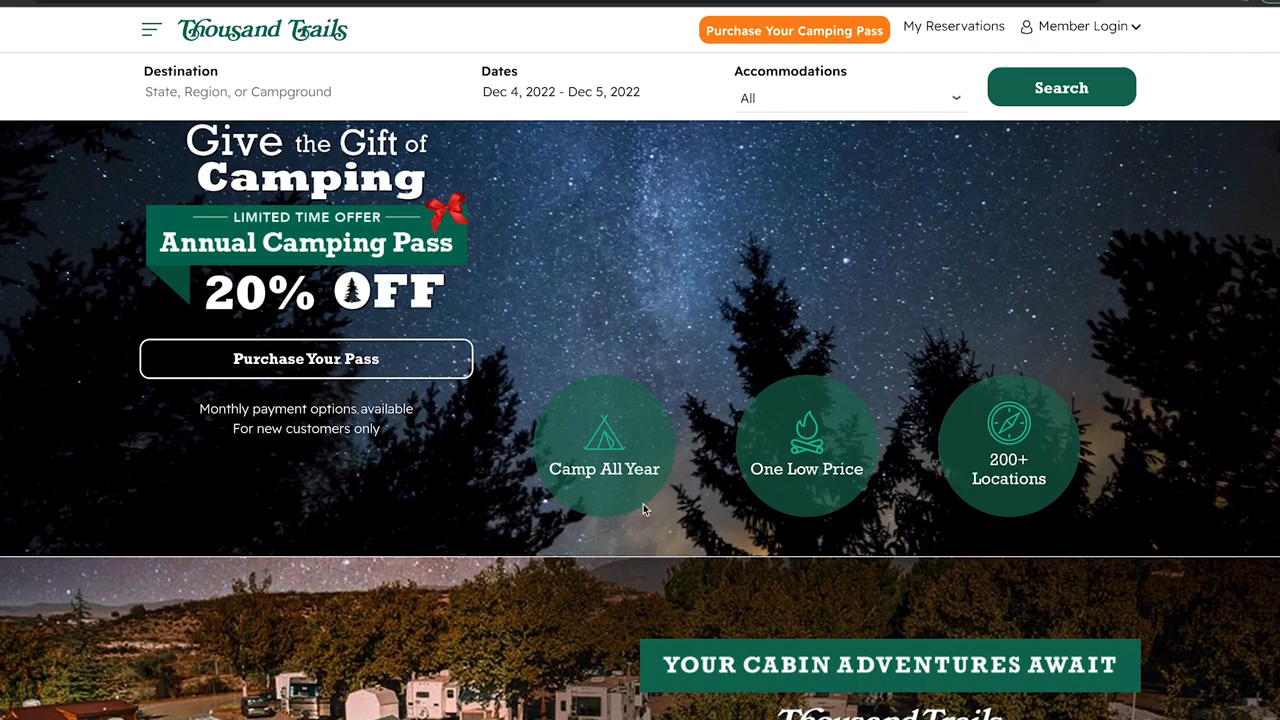 Thousand Trails
Purchase Your Camping Pass
My Reservations
Member Login
Destination
State, Region, or Campground
Dates
Dec 4, 2022 - Dec 5, 2022
Accommodations
All
Search
Give the Gift of
Camping
LIMITED TIME OFFER
Annual Camping Pass
20% OFF
Purchase Your Pass
Monthly payment options available
For new customers only
Camp All Year
One Low Price
200+
Locations
YOUR CABIN ADVENTURES AWAIT
Thousand Trails